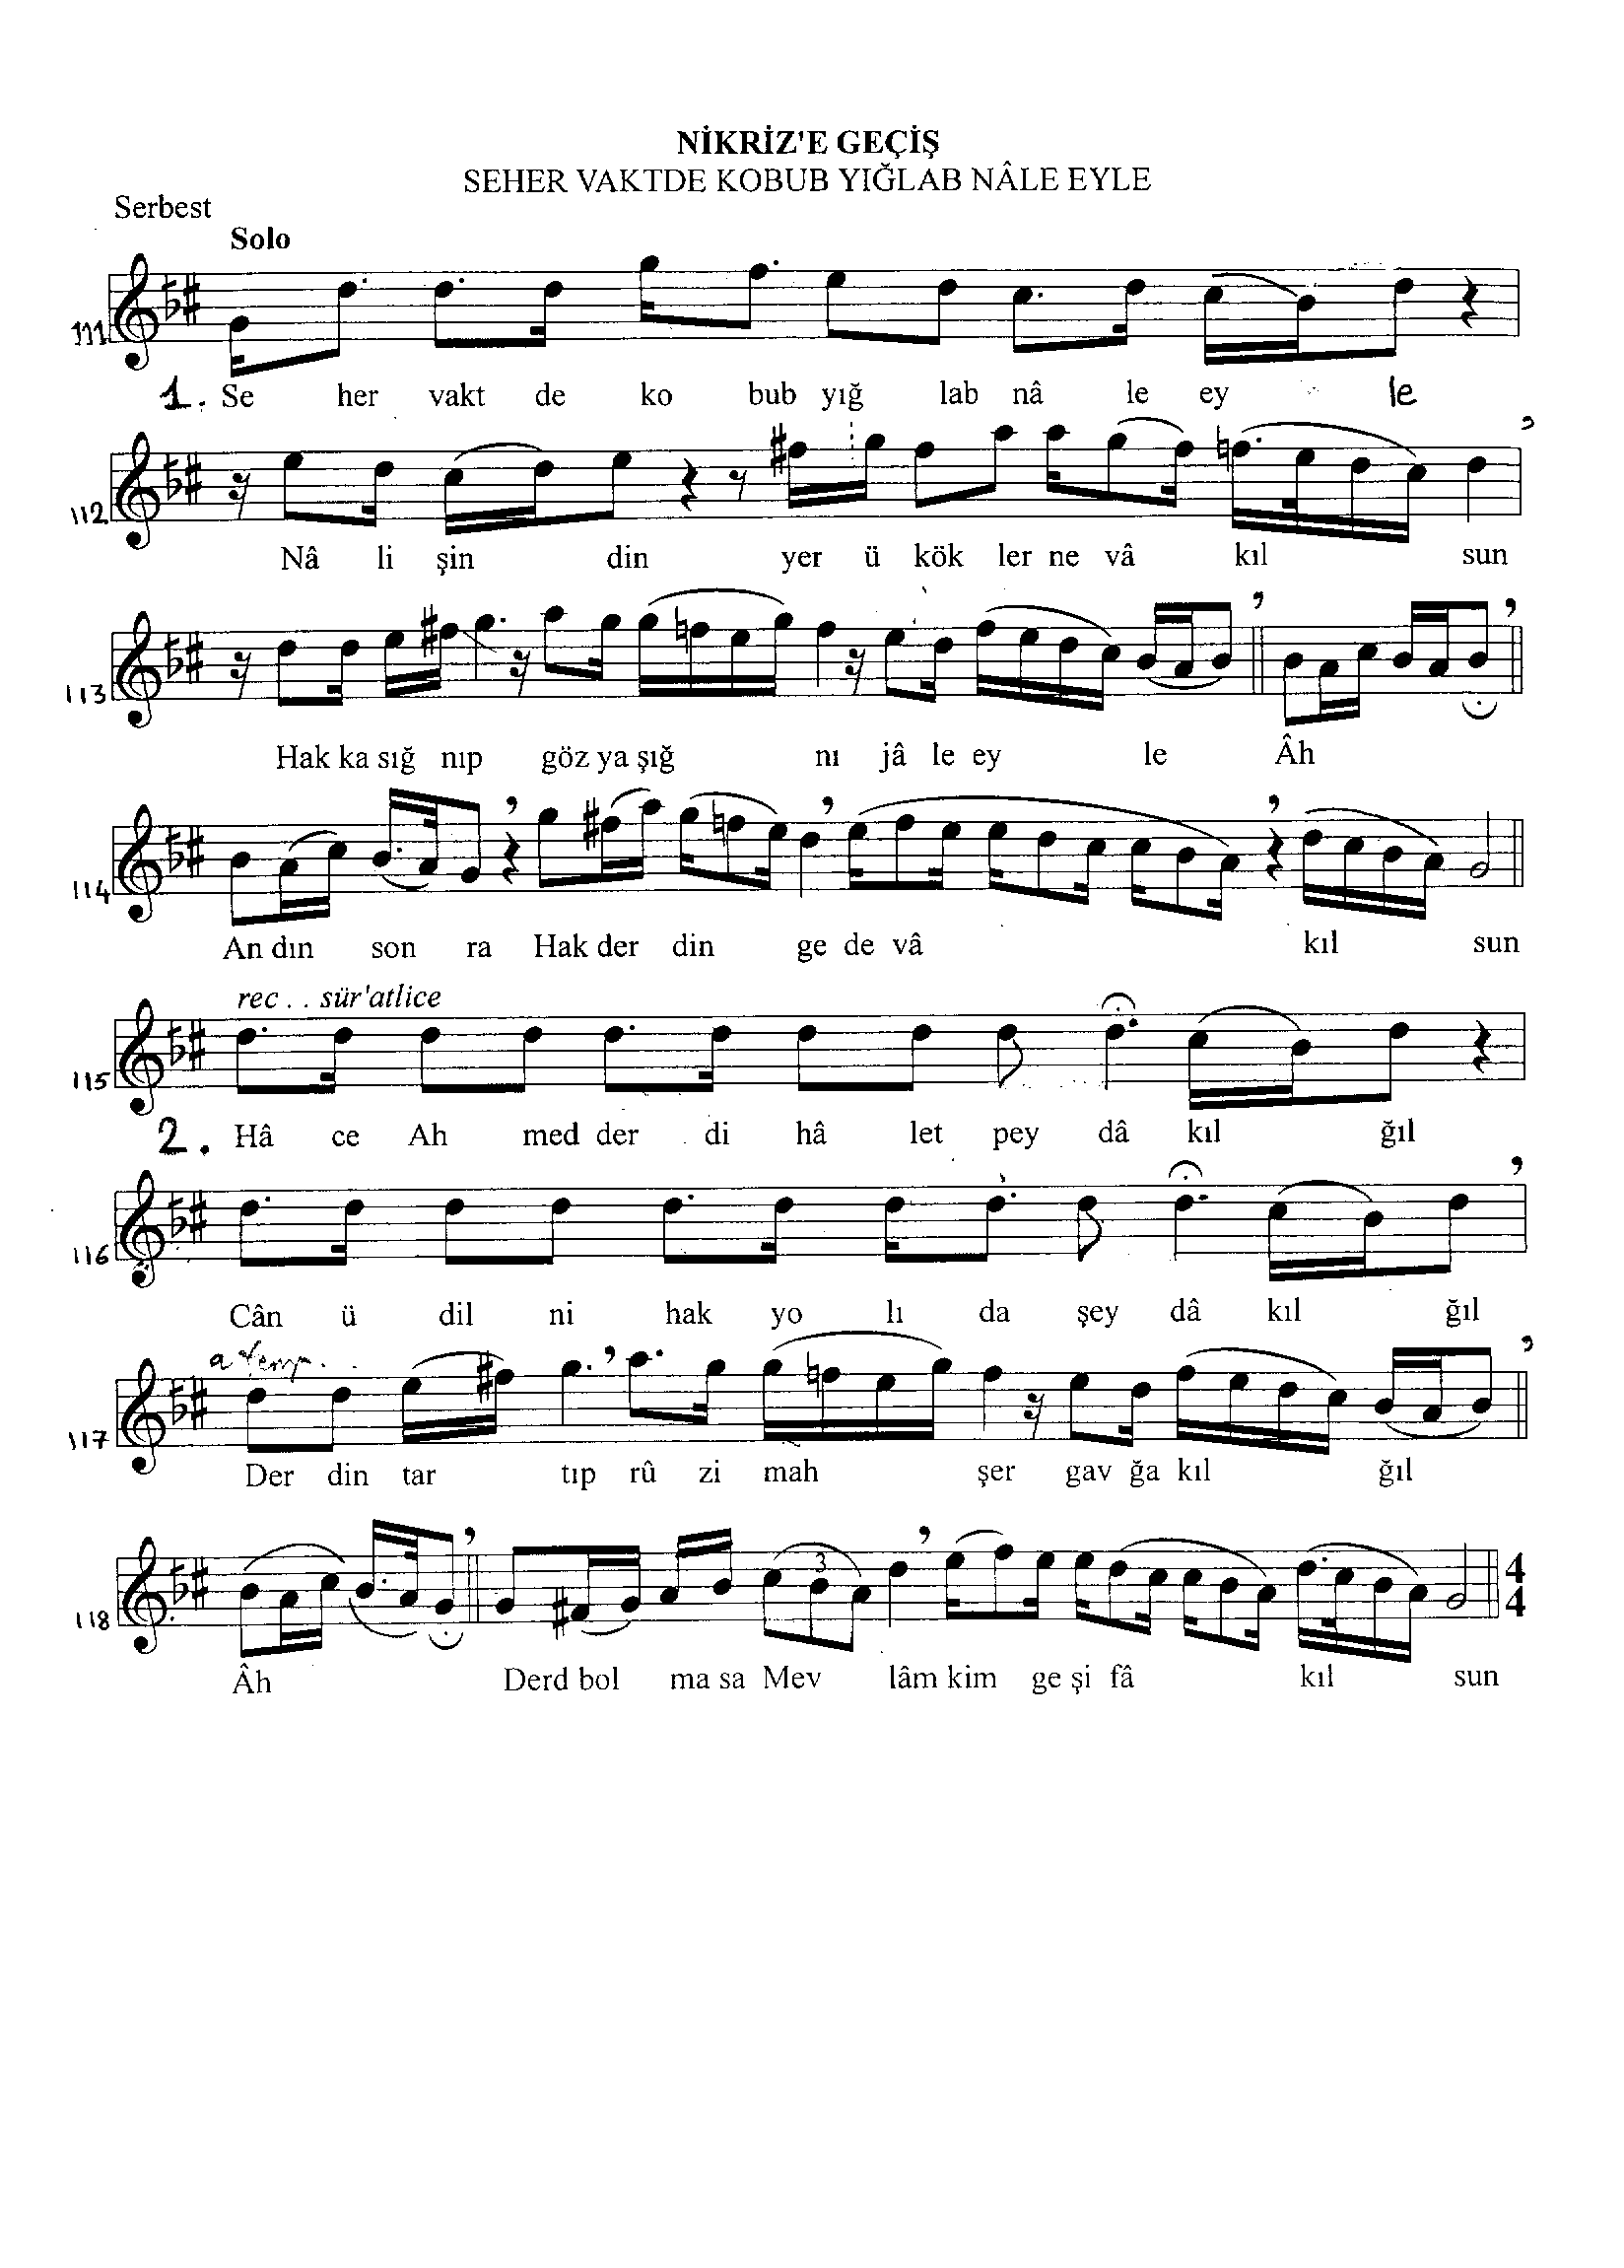 NİKRİZ'E GEÇİŞ
SEHER VAKTDE KOBUB YIĞLAB NÂLE EYLE
Serbest
Solo
111
1. Se her vakt de ko bub yığ lab nâ le ey le
112
Nâ li şin din yer ü kök ler ne vâ kıl sun
113
Hak ka sığ nıp göz ya şığ nı jâ le ey le Âh
114
An dın son ra Hak der din ge de vâ kıl sun
rec . . sür'atlice
115
2. Hâ ce Ah med der di hâ let pey dâ kıl ğıl
116
Cân ü dil ni hak yo lı da şey dâ kıl ğıl
a temp. . .
117
Der din tar tıp rû zi mah şer gav ğa kıl ğıl
3
4
4
118
Âh Derd bol ma sa Mev lâm kim ge şi fâ kıl sun